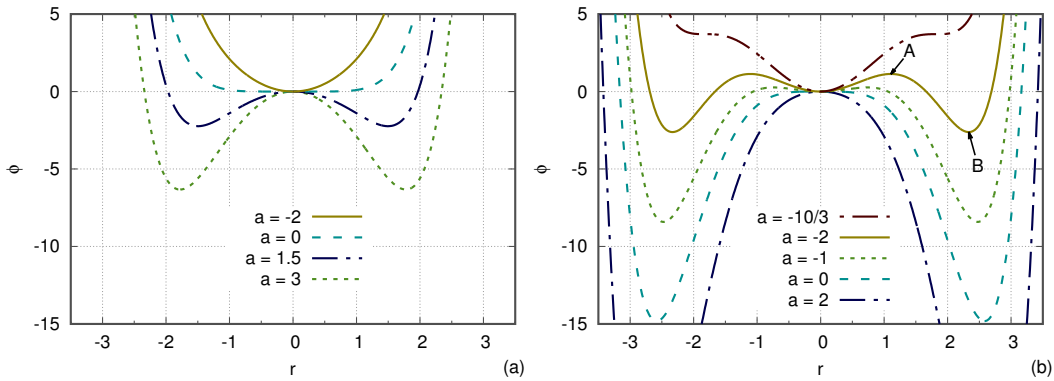 5
0
-5
-10
-15
ϕ
a = -2
a = 0
a = 1.5
a = 3
-3 -2 -1 0 1 2 3
r
(a)
5
0
-5
-10
-15
ϕ
A
B
a = -10/3
a = -2
a = -1
a = 0
a = 2
-3 -2 -1 0 1 2 3
r
(b)